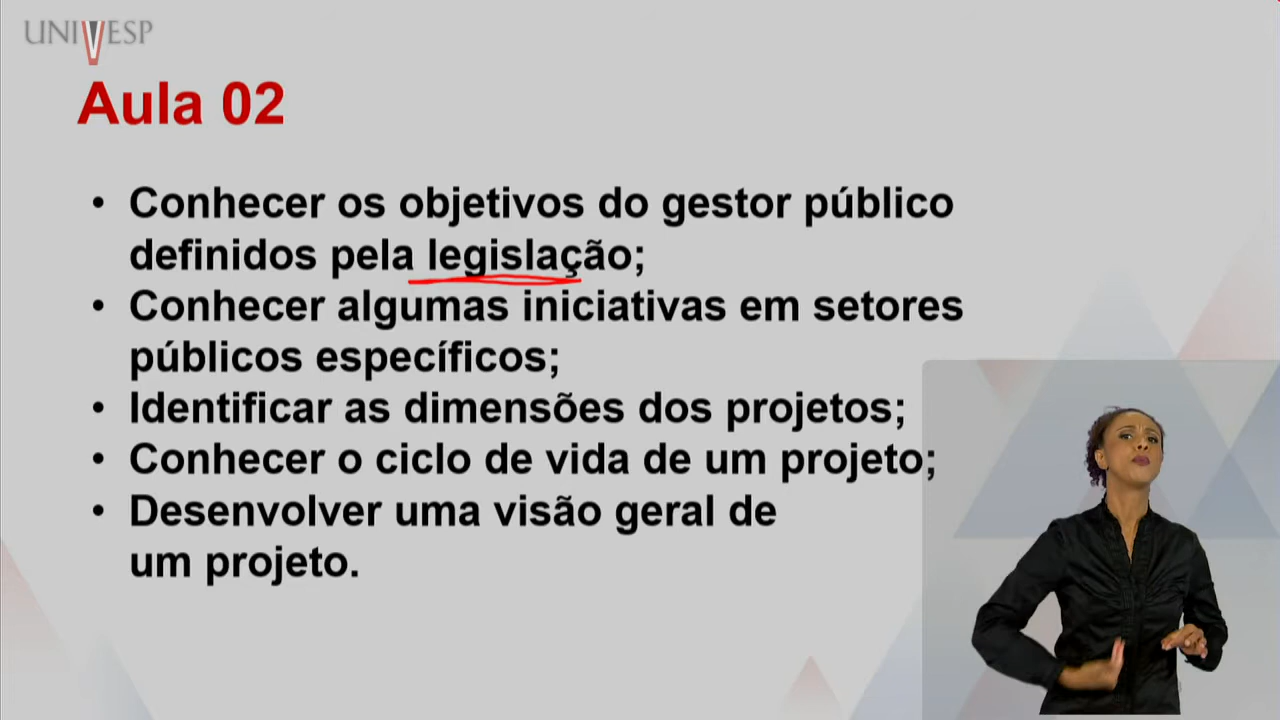 UNIVESP
Aula 02
• Conhecer os objetivos do gestor público
definidos pela legislação;
• Conhecer algumas iniciativas em setores
públicos específicos;
• Identificar as dimensões dos projetos;
• Conhecer o ciclo de vida de um projeto;
• Desenvolver uma visão geral de
um projeto.